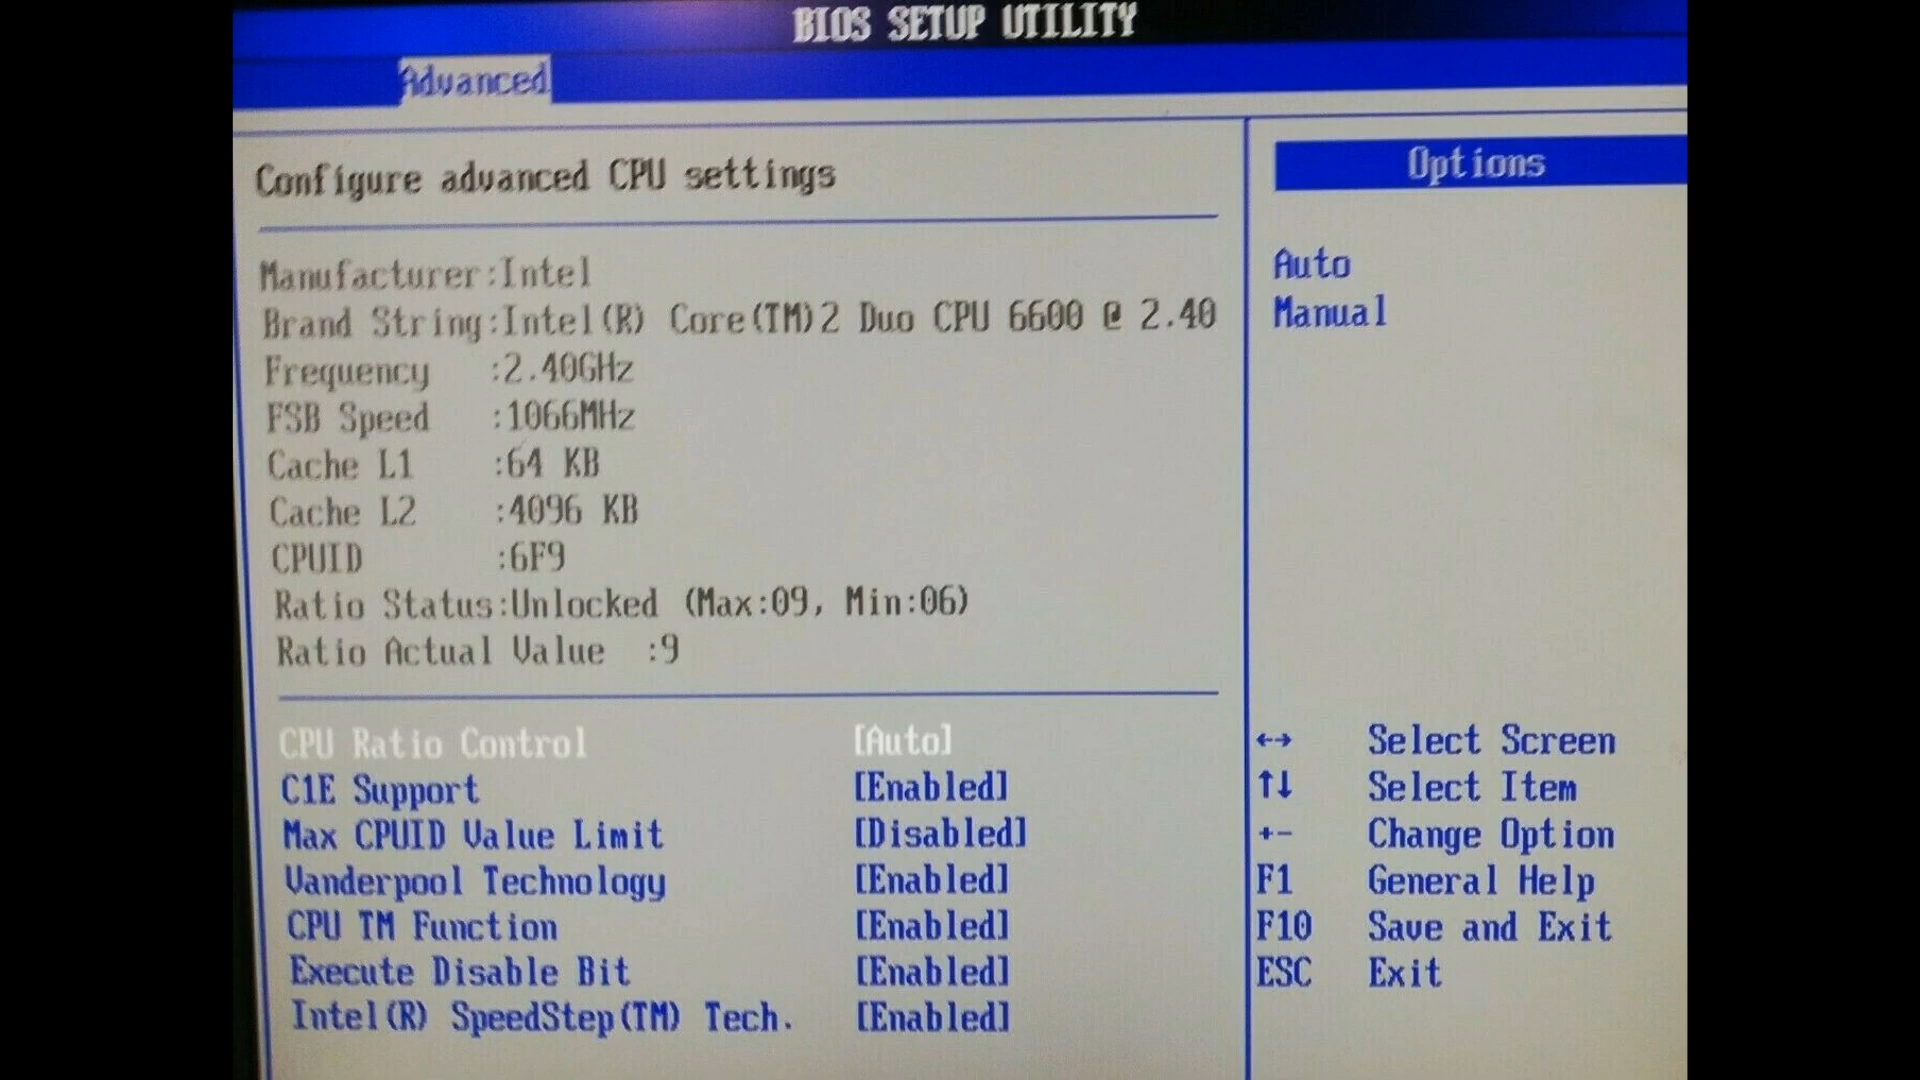 BIOS SETUP UTILITY
Advanced
Configure advanced CPU settings
Manufacturer:Intel
Brand String:Intel(R) Core(TM)2 Duo CPU 6600 @ 2.40
Frequency :2.40GHz
FSB Speed :1066MHz
Cache L1 :64 KB
Cache L2 :4096 KB
CPUID :6F9
Ratio Status:Unlocked (Max:09, Min:06)
Ratio Actual Value :9
CPU Ratio Control [Auto]
C1E Support [Enabled]
Max CPUID Value Limit [Disabled]
Vanderpool Technology [Enabled]
CPU TM Function [Enabled]
Execute Disable Bit [Enabled]
Intel(R) SpeedStep(TM) Tech. [Enabled]
Options
Auto
Manual
↔ Select Screen
↑↓ Select Item
+- Change Option
F1 General Help
F10 Save and Exit
ESC Exit